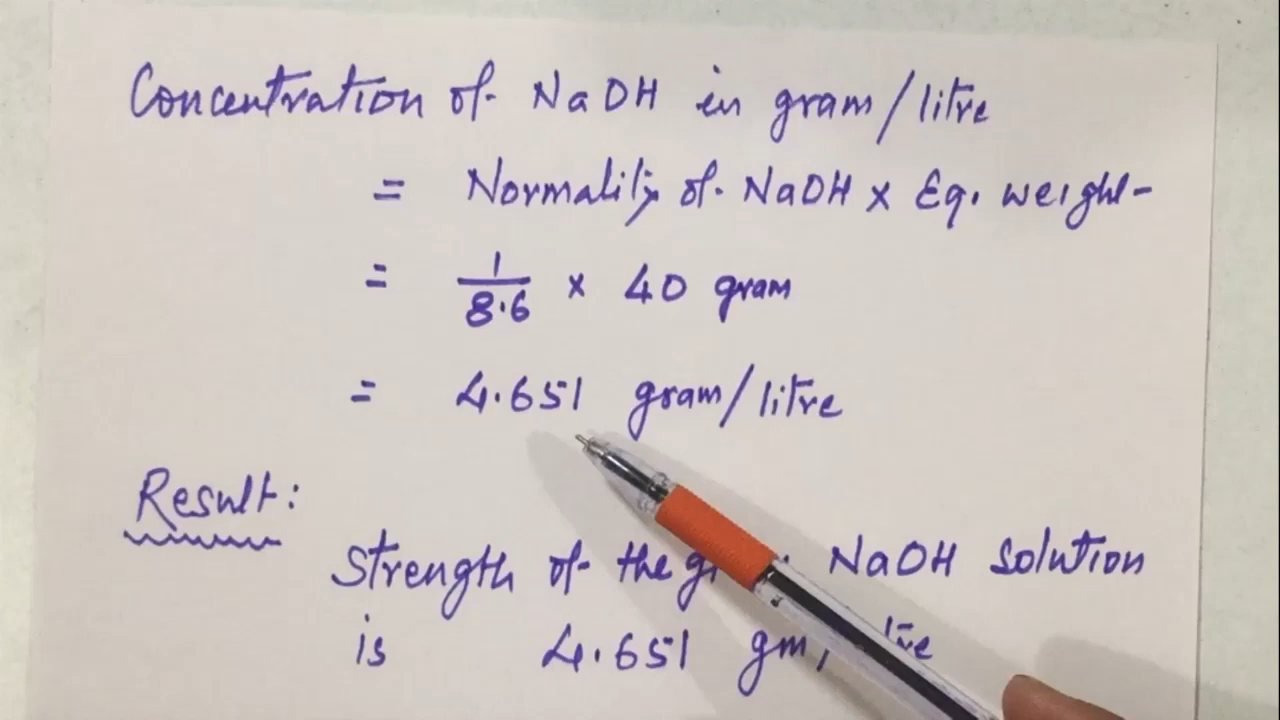 Concentration of NaOH in gram/litre
= Normality of NaOH × Eq. weight
= 1/8.6 × 40 gram
= 4.651 gram/litre
Result:
Strength of the NaOH solution
is 4.651 gm/